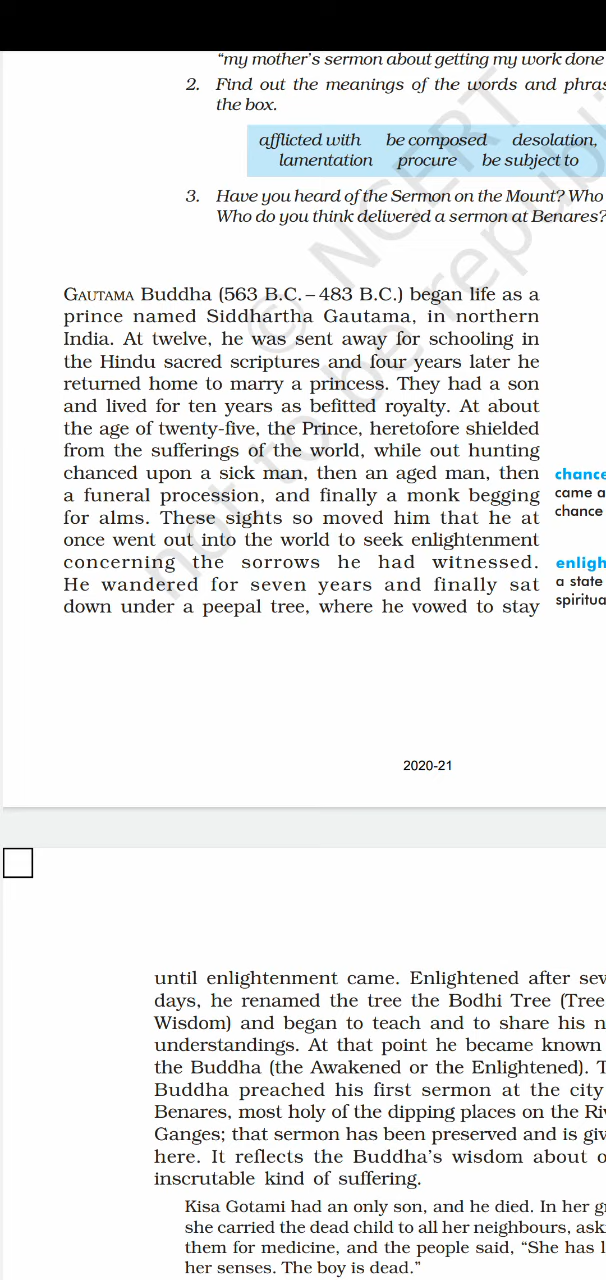 "my mother's sermon about getting my work done
2. Find out the meanings of the words and phras
the box.
afflicted with be composed desolation,
lamentation procure be subject to
3. Have you heard of the Sermon on the Mount? Who
Who do you think delivered a sermon at Benares?
GAUTAMA Buddha (563 B.C. – 483 B.C.) began life as a
prince named Siddhartha Gautama, in northern
India. At twelve, he was sent away for schooling in
the Hindu sacred scriptures and four years later he
returned home to marry a princess. They had a son
and lived for ten years as befitted royalty. At about
the age of twenty-five, the Prince, heretofore shielded
from the sufferings of the world, while out hunting
chanced upon a sick man, then an aged man, then
a funeral procession, and finally a monk begging
for alms. These sights so moved him that he at
once went out into the world to seek enlightenment
concerning the sorrows he had witnessed.
He wandered for seven years and finally sat
down under a peepal tree, where he vowed to stay
chance
came a
chance
enligh
a state
spiritua
© NCERT
not to be republi
2020-21
until enlightenment came. Enlightened after sev
days, he renamed the tree the Bodhi Tree (Tree
Wisdom) and began to teach and to share his n
understandings. At that point he became known
the Buddha (the Awakened or the Enlightened). T
Buddha preached his first sermon at the city
Benares, most holy of the dipping places on the Riv
Ganges; that sermon has been preserved and is giv
here. It reflects the Buddha's wisdom about o
inscrutable kind of suffering.
Kisa Gotami had an only son, and he died. In her gr
she carried the dead child to all her neighbours, aski
them for medicine, and the people said, "She has l
her senses. The boy is dead."